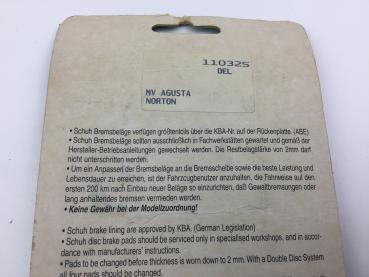 110325
DEL
MV AGUSTA
NORTON
• Schuh Bremsbeläge verfügen größtenteils über die KBA-Nr. auf der Rückenplatte. (ABE)
• Schuh Bremsbeläge sollten ausschließlich in Fachwerkstätten gewartet und gemäß der
Hersteller-Betriebsanleitungen gewechselt werden. Die Restbelagstärke von 2mm darf
nicht unterschritten werden.
• Um ein Anpassen der Bremsbeläge an die Bremsscheibe sowie die beste Leistung und
Lebensdauer zu erreichen, ist der Fahrzeugbenutzer anzuhalten, die Fahrweise auf den
ersten 200 km nach Einbau neuer Beläge so einzurichten, daß Gewaltbremsungen oder
lang anhaltendes bremsen vermieden werden.
• Keine Gewähr bei der Modellzuordnung!
• Schuh brake lining are approved by KBA. (German Legislation)
• Schuh disc brake pads should be serviced only in specialised workshops, and in accor-
dance with manufacturers' instructions.
• Pads to be changed before thickness is worn down to 2 mm. With a Double Disc System
all four pads should be changed.